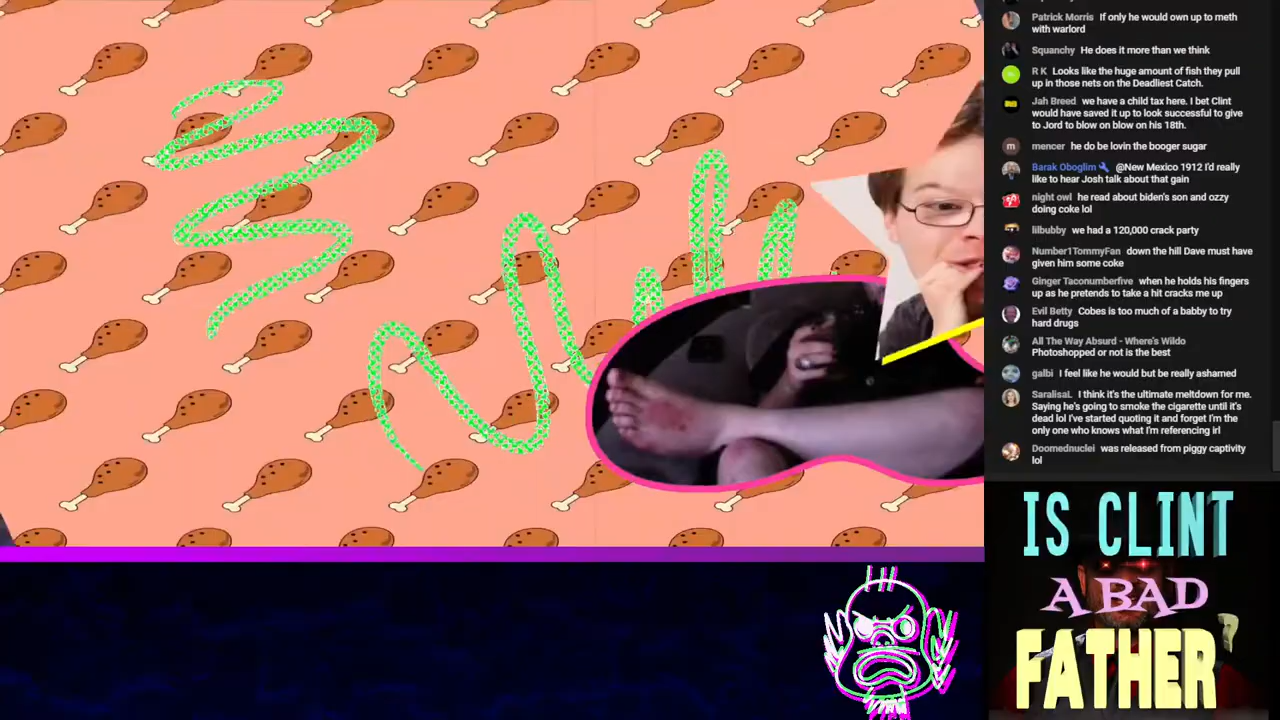 Patrick Morris If only he would own up to meth
with warlord
Squanchy He does it more than we think
R K Looks like the huge amount of fish they pull
up in those nets on the Deadliest Catch.
Jah Breed we have a child tax here. I bet Clint
would have saved it up to look successful to give
to Jord to blow on blow on his 18th.
mencer he do be lovin the booger sugar
Barak Oboglim @New Mexico 1912 I'd really
like to hear Josh talk about that gain
night owl he read about biden's son and ozzy
doing coke lol
lilbubby we had a 120,000 crack party
Number1TommyFan down the hill Dave must have
given him some coke
Ginger Taconumberfive when he holds his fingers
up as he pretends to take a hit cracks me up
Evil Betty Cobes is too much of a babby to try
hard drugs
All The Way Absurd - Where's Wildo
Photoshopped or not is the best
galbi I feel like he would but be really ashamed
SaralisaL I think it's the ultimate meltdown for me.
Saying he's going to smoke the cigarette until it's
dead lol I've started quoting it and forget I'm the
only one who knows what I'm referencing irl
Doomednuclei was released from piggy captivity
lol
IS CLINT
A BAD
FATHER?